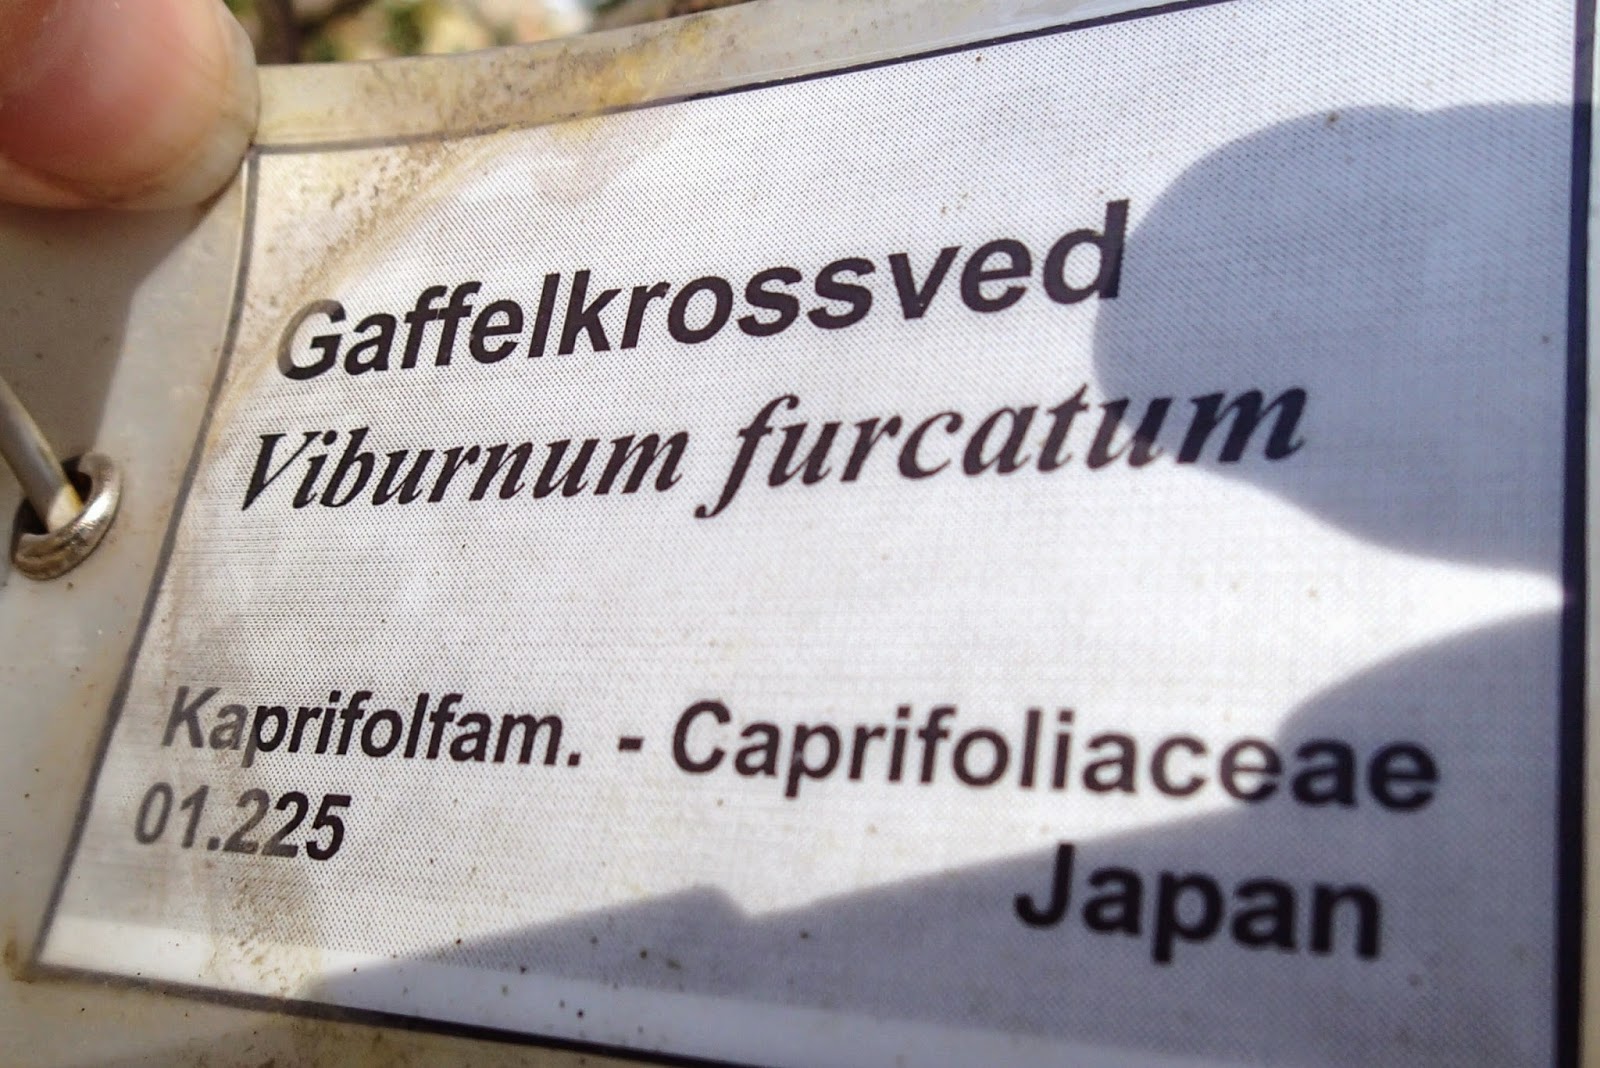 Gaffelkrossved
Viburnum furcatum
Kaprifolfam. - Caprifoliaceae
01.225
Japan